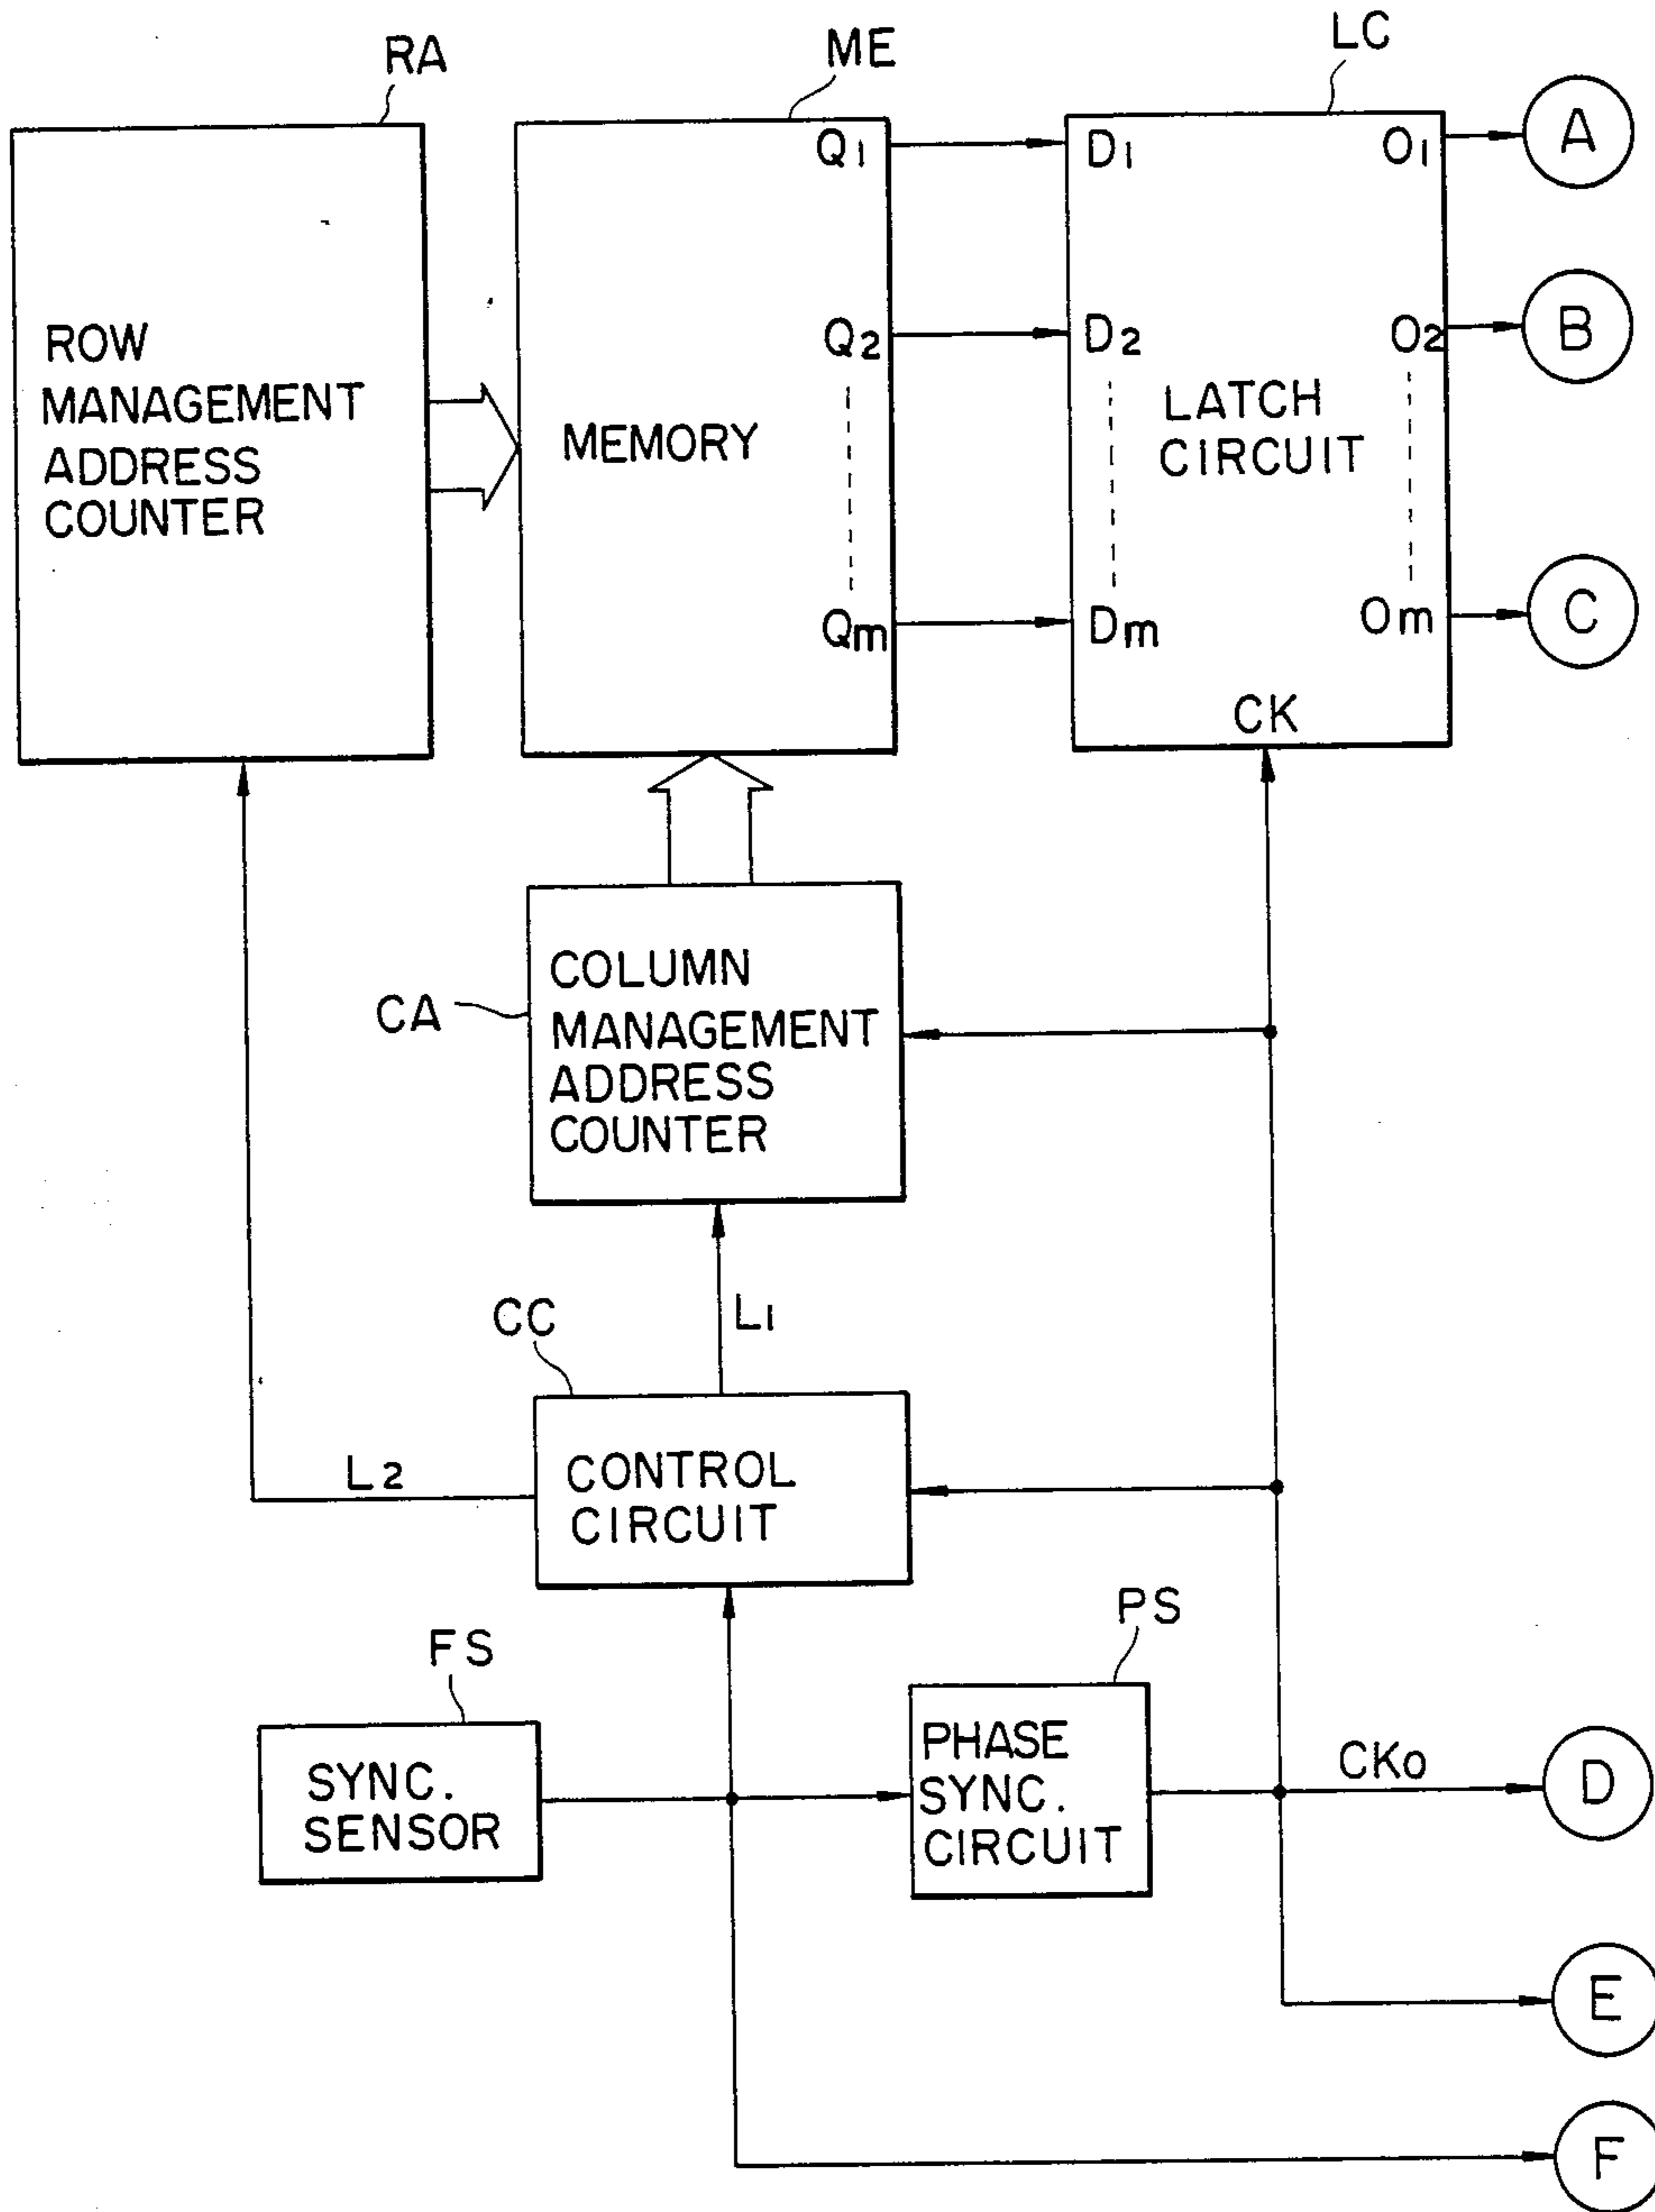 RA
ME
LC
Q1
D1
O1
A
ROW
MANAGEMENT
ADDRESS
COUNTER
MEMORY
Q2
D2
LATCH
CIRCUIT
O2
B
Qm
Dm
Om
C
CK
CA
COLUMN
MANAGEMENT
ADDRESS
COUNTER
L1
CC
L2
CONTROL
CIRCUIT
FS
PS
SYNC.
SENSOR
PHASE
SYNC.
CIRCUIT
CKo
D
E
F